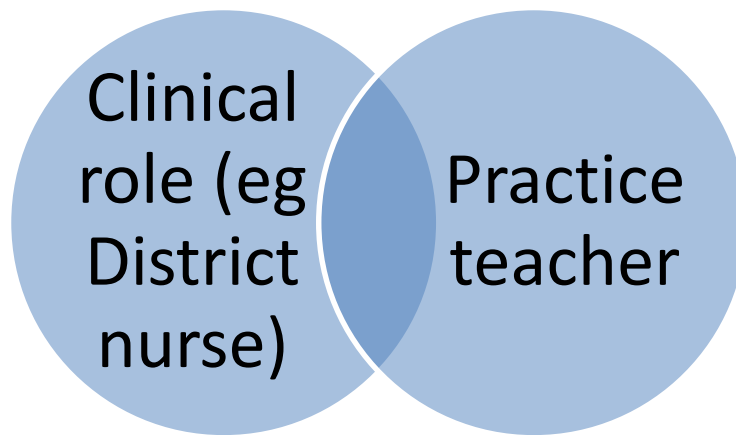 Clinical
role (eg
District
nurse)
Practice
teacher